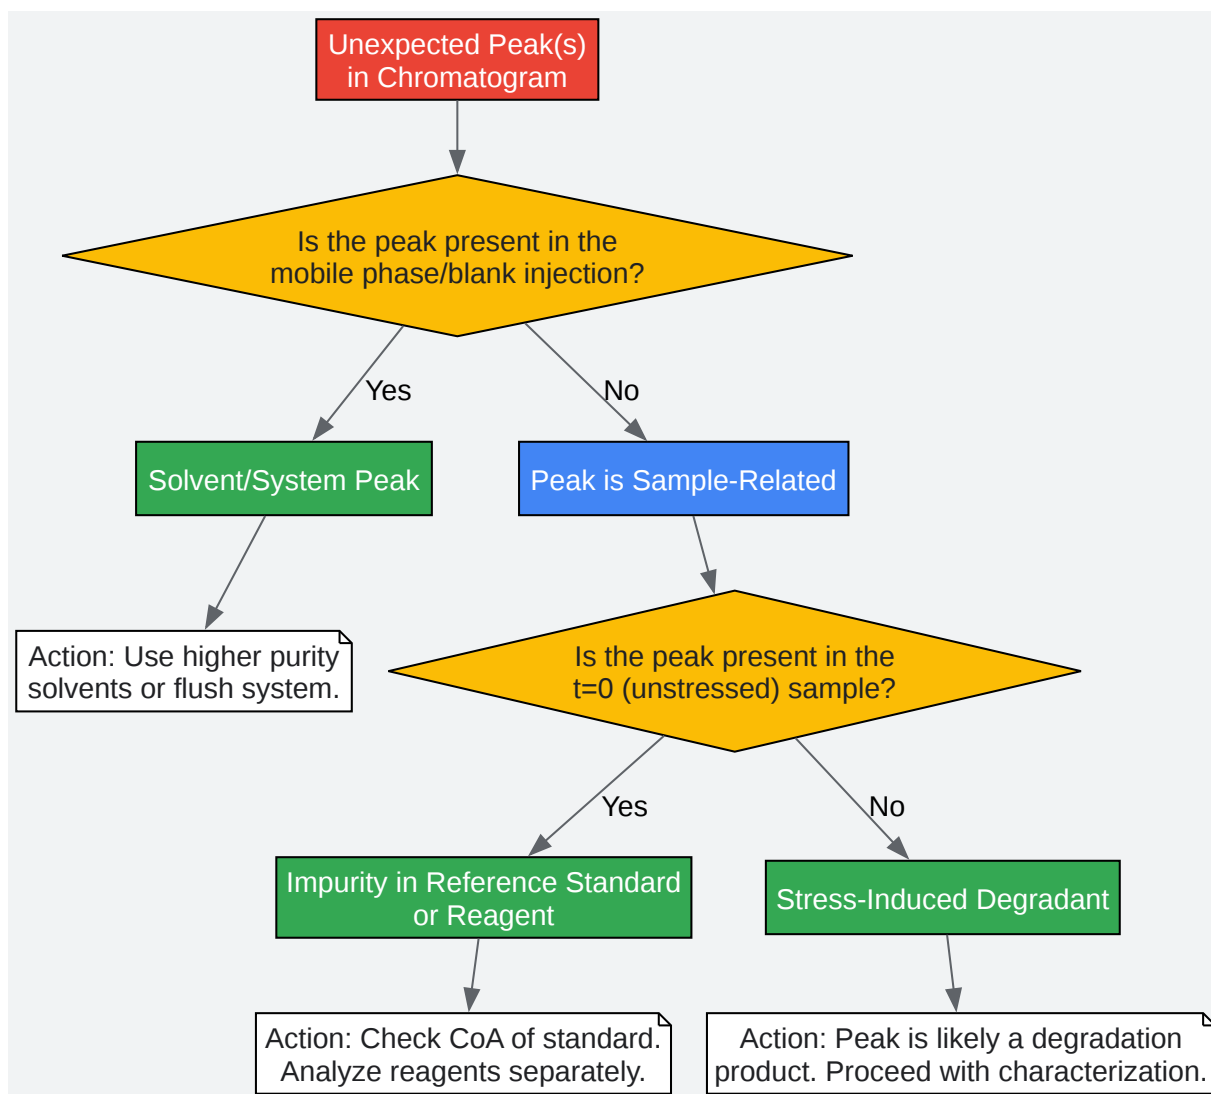 Unexpected Peak(s)
in Chromatogram
Is the peak present in the
mobile phase/blank injection?
Yes
No
Solvent/System Peak
Peak is Sample-Related
Action: Use higher purity
solvents or flush system.
Is the peak present in the
t=0 (unstressed) sample?
Yes
No
Impurity in Reference Standard
or Reagent
Stress-Induced Degradant
Action: Check CoA of standard.
Analyze reagents separately.
Action: Peak is likely a degradation
product. Proceed with characterization.